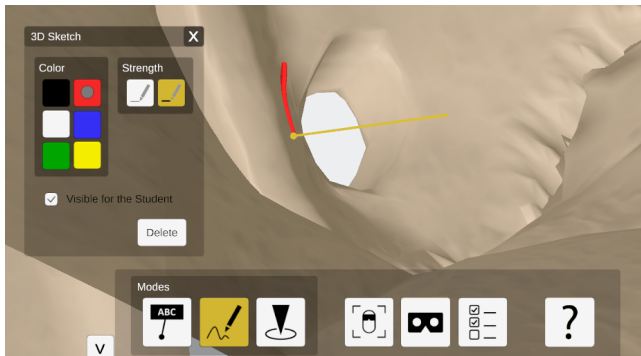 3D Sketch
X
Color
Strength
Visible for the Student
Delete
Modes
ABC
?
V